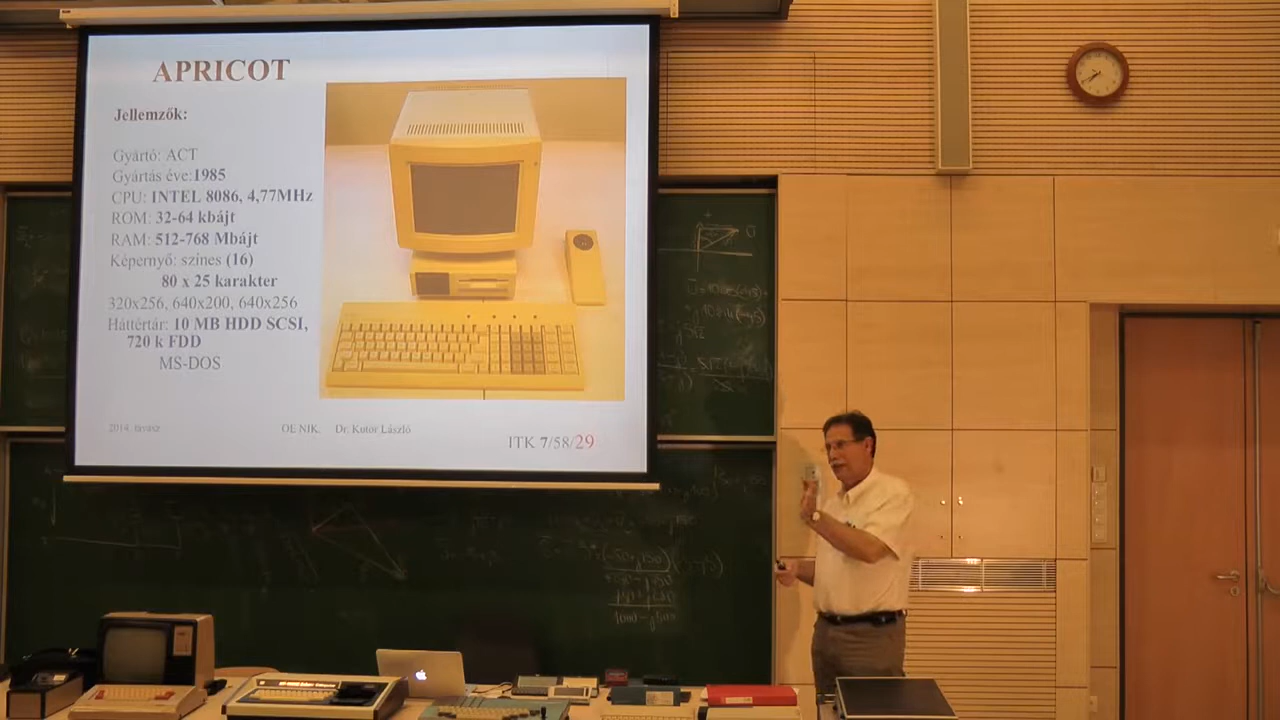 APRICOT
Jellemzők:
Gyártó: ACT
Gyártás éve:1985
CPU: INTEL 8086, 4,77MHz
ROM: 32-64 kbájt
RAM: 512-768 Mbájt
Képernyő: színes (16)
80 x 25 karakter
320x256, 640x200, 640x256
Háttértár: 10 MB HDD SCSI,
720 k FDD
MS-DOS
2014. tavasz
OE NIK. Dr. Kutor László
ITK 7/58/29